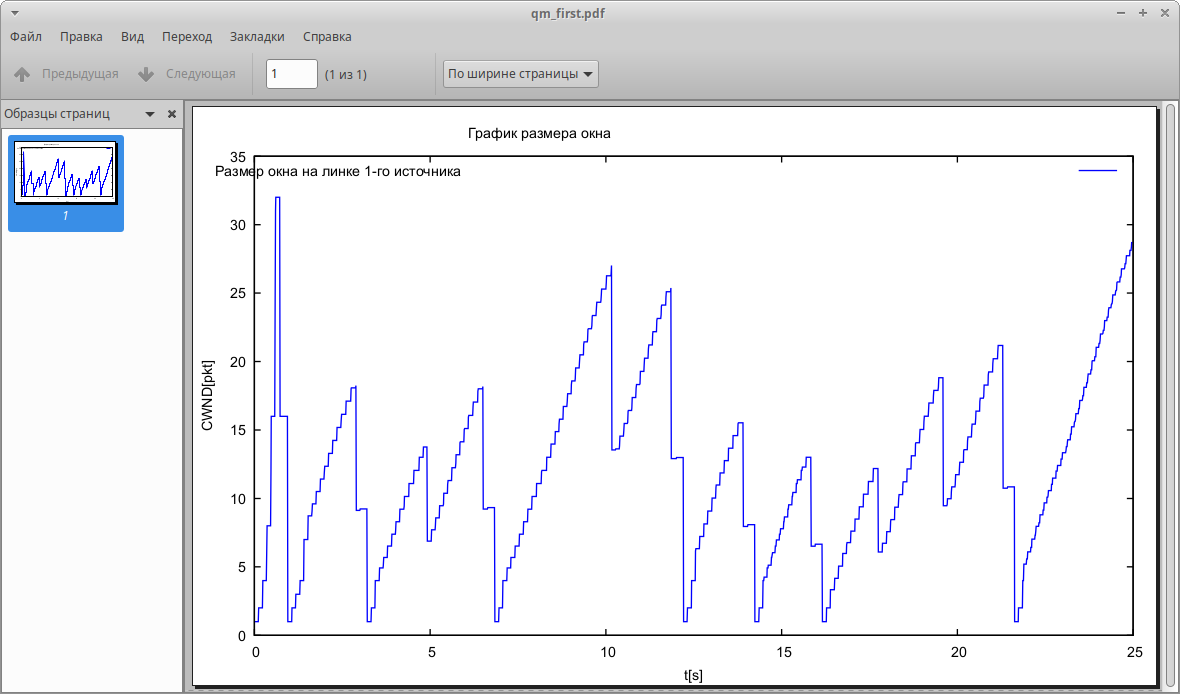 qm_first.pdf
Файл Правка Вид Переход Закладки Справка
Предыдущая Следующая 1 (1 из 1) По ширине страницы
Образцы страниц
1
График размера окна
Размер окна на линке 1-го источника
35
30
25
20
15
10
5
0
CWND[pkt]
0 5 10 15 20 25
t[s]